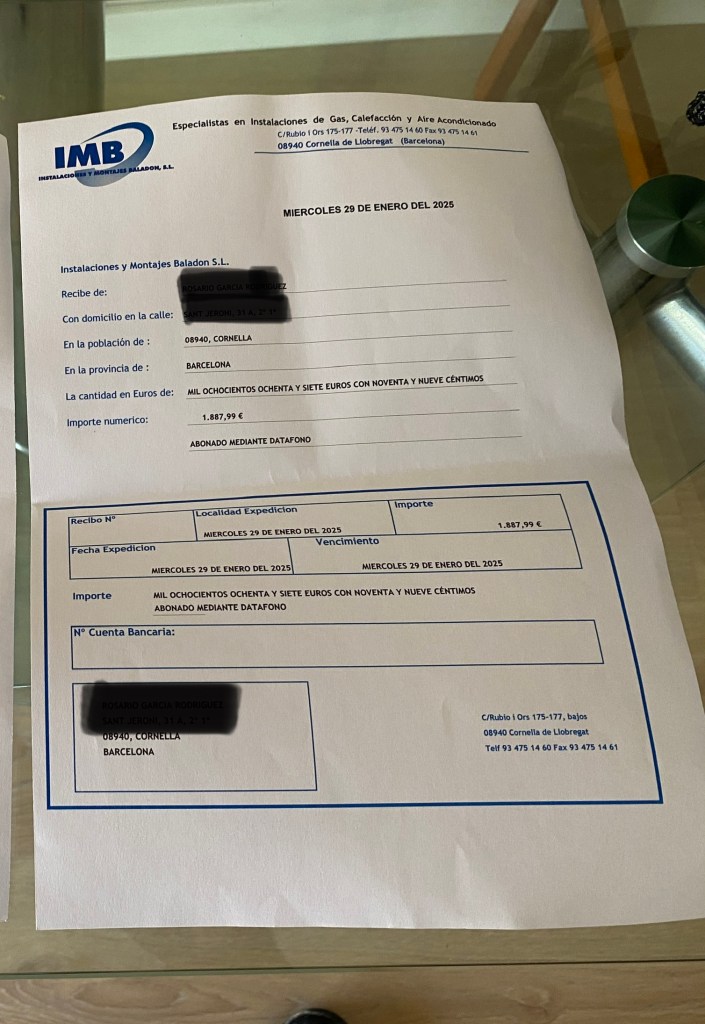 IMB
INSTALACIONES Y MONTAJES BALADON, S.L.
Especialistas en Instalaciones de Gas, Calefacción y Aire Acondicionado
C/Rubio i Ors 175-177 -Teléf. 93 475 14 60 Fax 93 475 14 61
08940 Cornella de Llobregat (Barcelona)
MIERCOLES 29 DE ENERO DEL 2025
Instalaciones y Montajes Baladon S.L.
Recibe de:
Con domicilio en la calle:
En la población de : 08940, CORNELLA
En la provincia de : BARCELONA
La cantidad en Euros de: MIL OCHOCIENTOS OCHENTA Y SIETE EUROS CON NOVENTA Y NUEVE CÉNTIMOS
Importe numerico: 1.887,99 €
ABONADO MEDIANTE DATAFONO
Recibo Nº Localidad Expedicion Importe
MIERCOLES 29 DE ENERO DEL 2025 1.887,99 €
Fecha Expedicion Vencimiento
MIERCOLES 29 DE ENERO DEL 2025 MIERCOLES 29 DE ENERO DEL 2025
Importe MIL OCHOCIENTOS OCHENTA Y SIETE EUROS CON NOVENTA Y NUEVE CÉNTIMOS
ABONADO MEDIANTE DATAFONO
Nº Cuenta Bancaria:
08940, CORNELLA
BARCELONA
C/Rubio i Ors 175-177, bajos
08940 Cornella de Llobregat
Telf 93 475 14 60 Fax 93 475 14 61